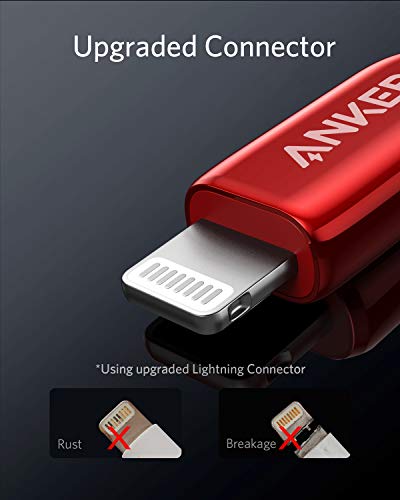 Upgraded Connector
ANKER
*Using upgraded Lightning Connector
Rust
Breakage